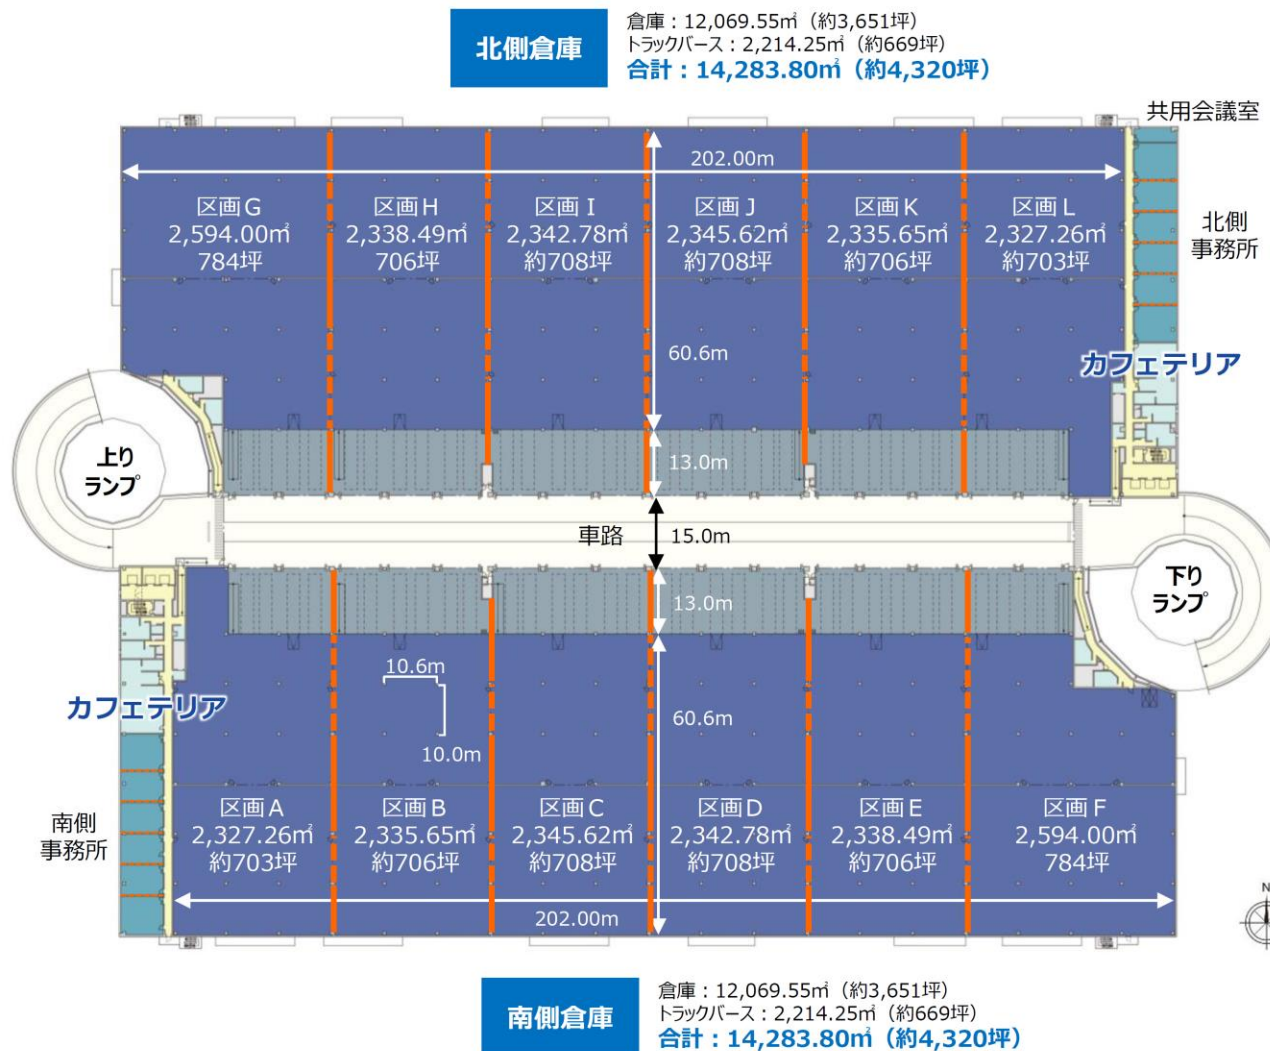 北側倉庫
倉庫：12,069.55㎡（約3,651坪）
トラックバース：2,214.25㎡（約669坪）
合計：14,283.80㎡（約4,320坪）
共用会議室
202.00m
区画G
2,594.00㎡
784坪
区画H
2,338.49㎡
706坪
区画I
2,342.78㎡
約708坪
区画J
2,345.62㎡
約708坪
区画K
2,335.65㎡
約706坪
区画L
2,327.26㎡
約703坪
北側
事務所
60.6m
カフェテリア
上り
ランプ
13.0m
車路
15.0m
13.0m
下り
ランプ
10.6m
10.0m
カフェテリア
60.6m
南側
事務所
区画A
2,327.26㎡
約703坪
区画B
2,335.65㎡
約706坪
区画C
2,345.62㎡
約708坪
区画D
2,342.78㎡
約708坪
区画E
2,338.49㎡
約706坪
区画F
2,594.00㎡
784坪
202.00m
N
南側倉庫
倉庫：12,069.55㎡（約3,651坪）
トラックバース：2,214.25㎡（約669坪）
合計：14,283.80㎡（約4,320坪）